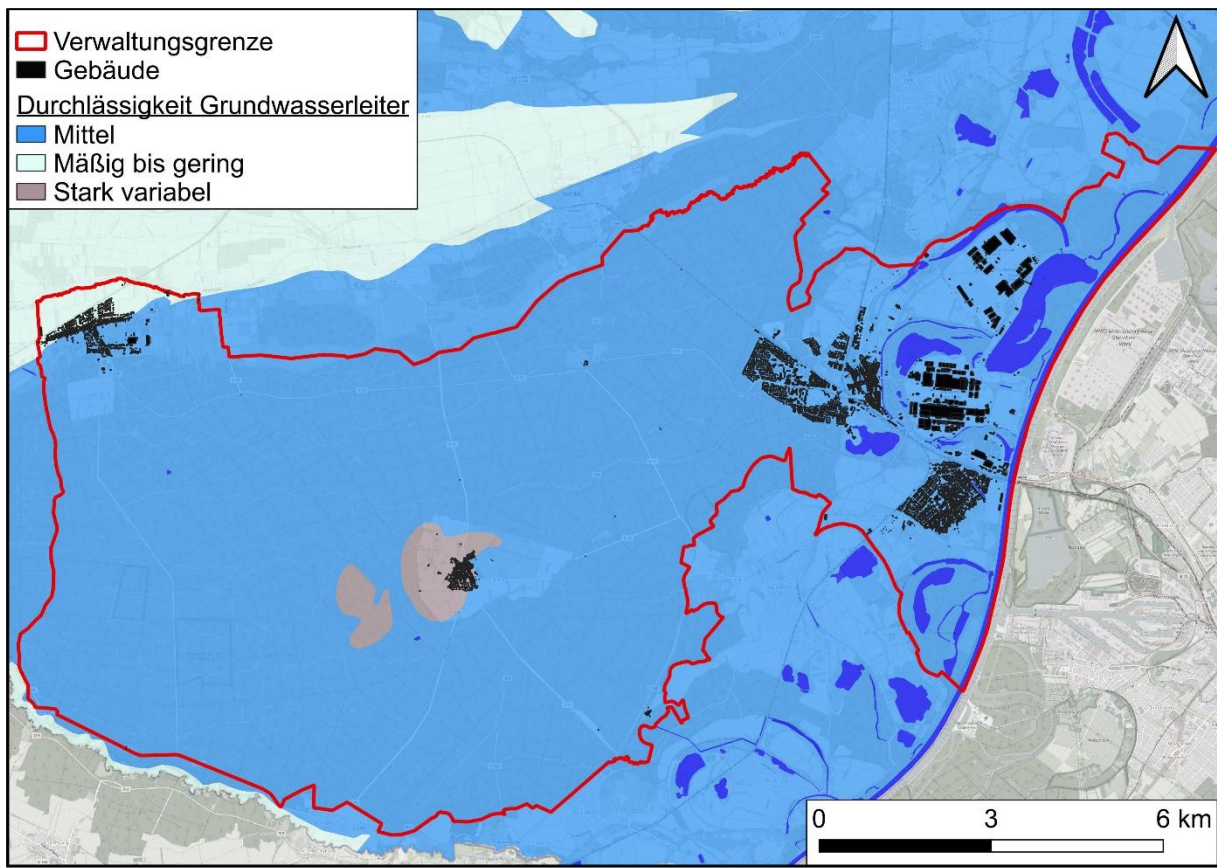 Verwaltungsgrenze
Gebäude
Durchlässigkeit Grundwasserleiter
Mittel
Mäßig bis gering
Stark variabel
0 3 6 km